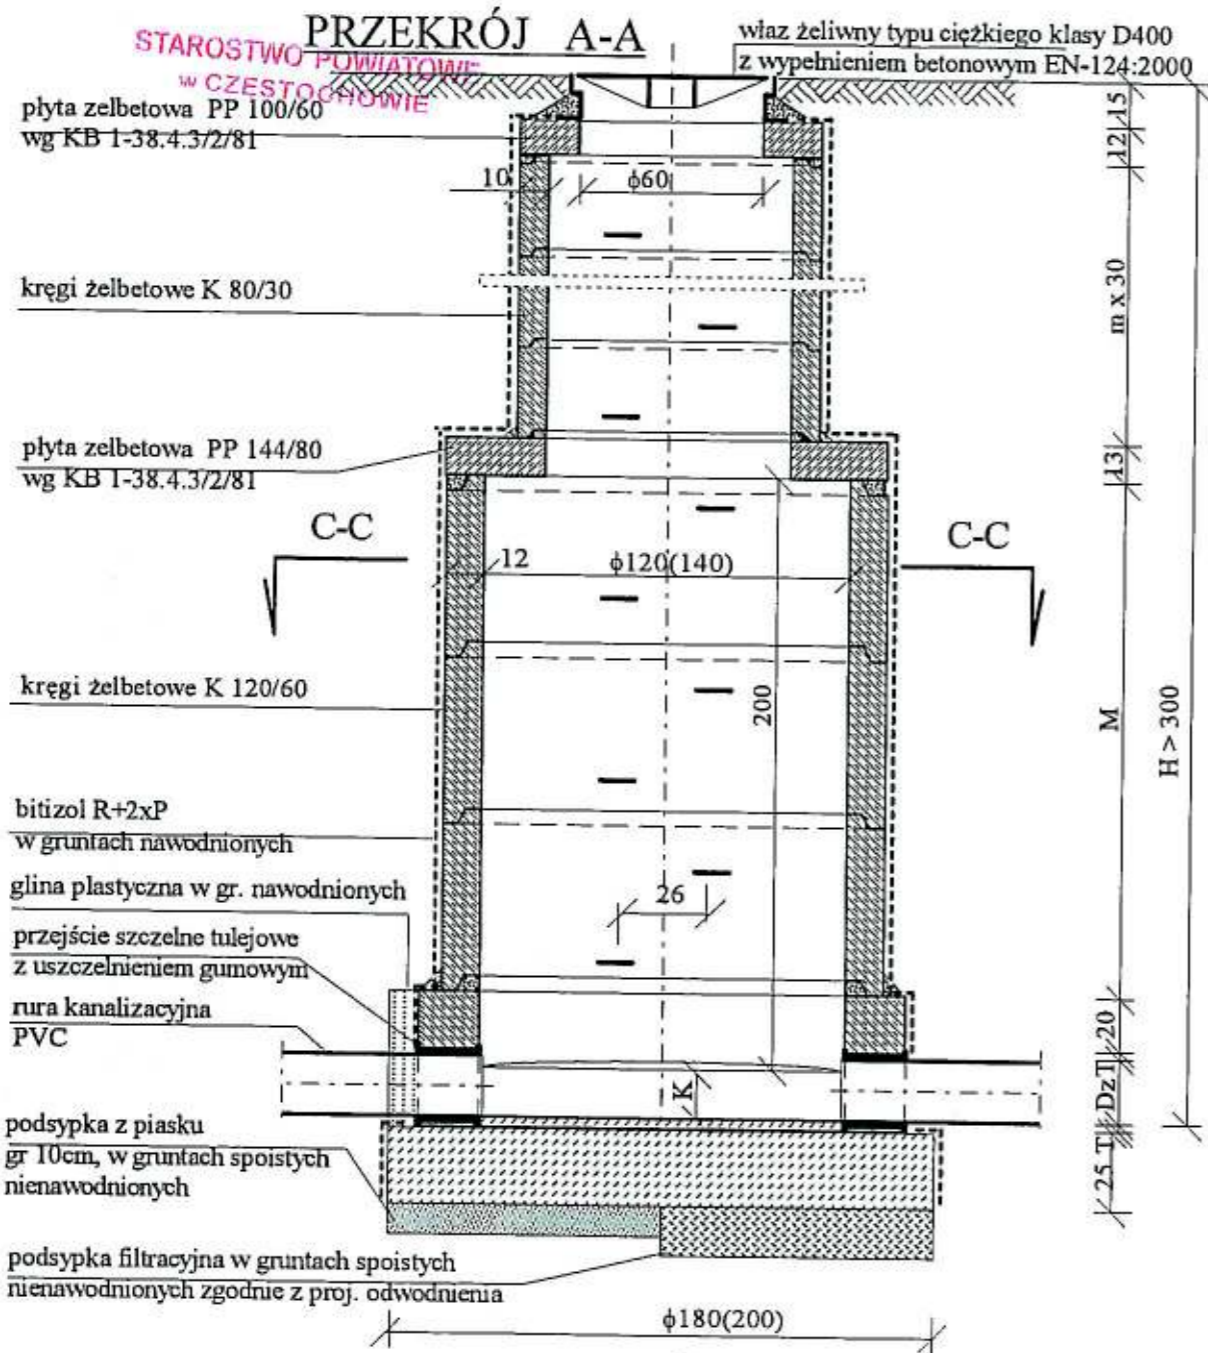 PRZEKRÓJ A-A
STAROSTWO POWIATOWE
w CZĘSTOCHOWIE
właz żeliwny typu ciężkiego klasy D400
z wypełnieniem betonowym EN-124:2000
płyta zelbetowa PP 100/60
wg KB 1-38.4.3/2/81
15
12
10
ϕ60
kręgi żelbetowe K 80/30
m x 30
płyta zelbetowa PP 144/80
wg KB 1-38.4.3/2/81
13
C-C
C-C
12
ϕ120(140)
kręgi żelbetowe K 120/60
200
M
H > 300
bitizol R+2xP
w gruntach nawodnionych
glina plastyczna w gr. nawodnionych
26
przejście szczelne tulejowe
z uszczelnieniem gumowym
rura kanalizacyjna
PVC
20
T
Dz
K
T
25
podsypka z piasku
gr 10cm, w gruntach spoistych
nienawodnionych
podsypka filtracyjna w gruntach spoistych
nienawodnionych zgodnie z proj. odwodnienia
ϕ180(200)